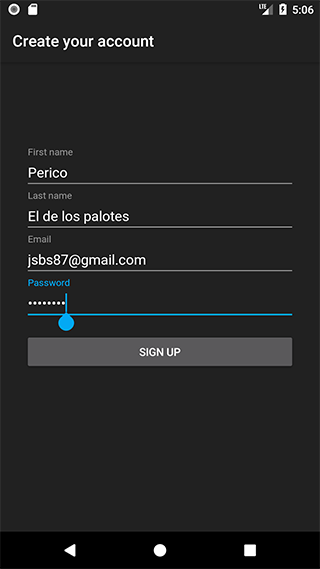 LTE 5:06
Create your account
First name
Perico
Last name
El de los palotes
Email
jsbs87@gmail.com
Password
••••••••
SIGN UP